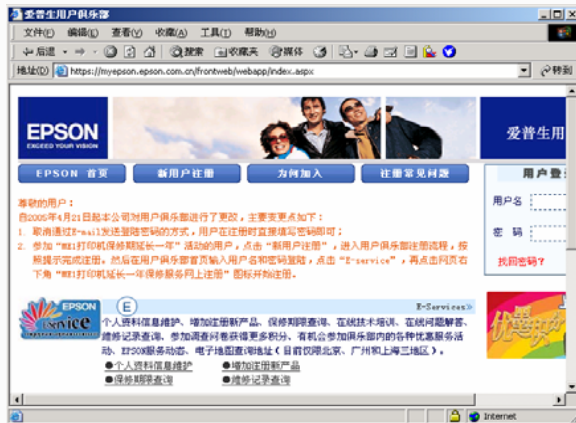 爱普生用户俱乐部
文件(F) 编辑(E) 查看(V) 收藏(A) 工具(T) 帮助(H)
后退 搜索 收藏夹 媒体
地址(D) https://myepson.epson.com.cn/frontweb/webapp/index.aspx 转到
EPSON
EXCEED YOUR VISION
爱普生用
EPSON 首页 新用户注册 为何加入 注册常见问题
用户登
尊敬的用户：
自2005年4月21日起本公司对用户俱乐部进行了更改，主要变更点如下：
1. 取消通过E-mail发送登陆密码的方式，用户在注册时直接填写密码即可；
2. 参加“ME1打印机保修期延长一年”活动的用户，点击“新用户注册”，进入用户俱乐部注册流程，按
照提示完成注册。然后在用户俱乐部首页输入用户名和密码登陆，点击“E-service”，再点击网页右
下角“ME1打印机延长一年保修服务网上注册”图标开始注册。
用户名
密 码
找回密码？
EPSON
service
E
E-Services
个人资料信息维护、增加注册新产品、保修期限查询、在线技术培训、在线问题解答、
维修记录查询、参加调查问卷获得更多积分、有机会参加俱乐部内的各种优惠服务活
动、EPSON服务动态、电子地图查询地址（目前仅限北京、广州和上海三地区）。
●个人资料信息维护 ●增加注册新产品
●保修期限查询 ●维修记录查询
Internet